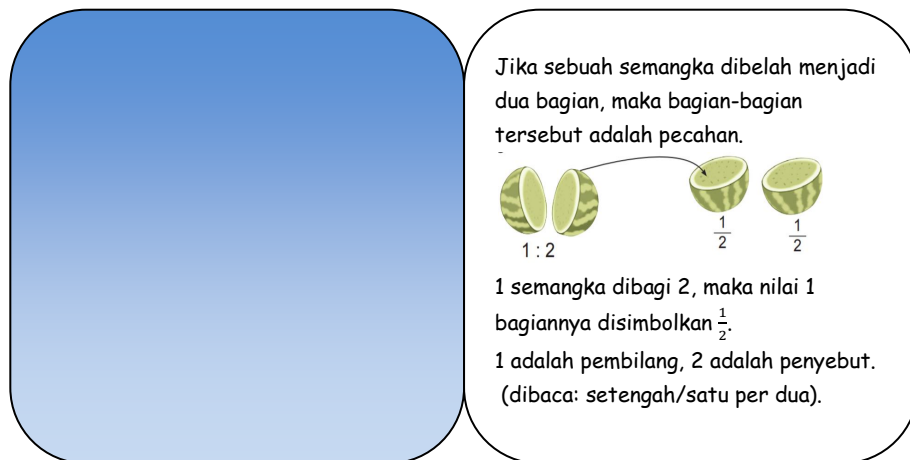 Jika sebuah semangka dibelah menjadi
dua bagian, maka bagian-bagian
tersebut adalah pecahan.
1 : 2
1/2
1/2
1 semangka dibagi 2, maka nilai 1
bagiannya disimbolkan 1/2.
1 adalah pembilang, 2 adalah penyebut.
(dibaca: setengah/satu per dua).